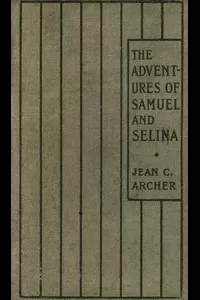 THE
ADVENT-
URES OF
SAMUEL
AND
SELINA
JEAN C.
ARCHER